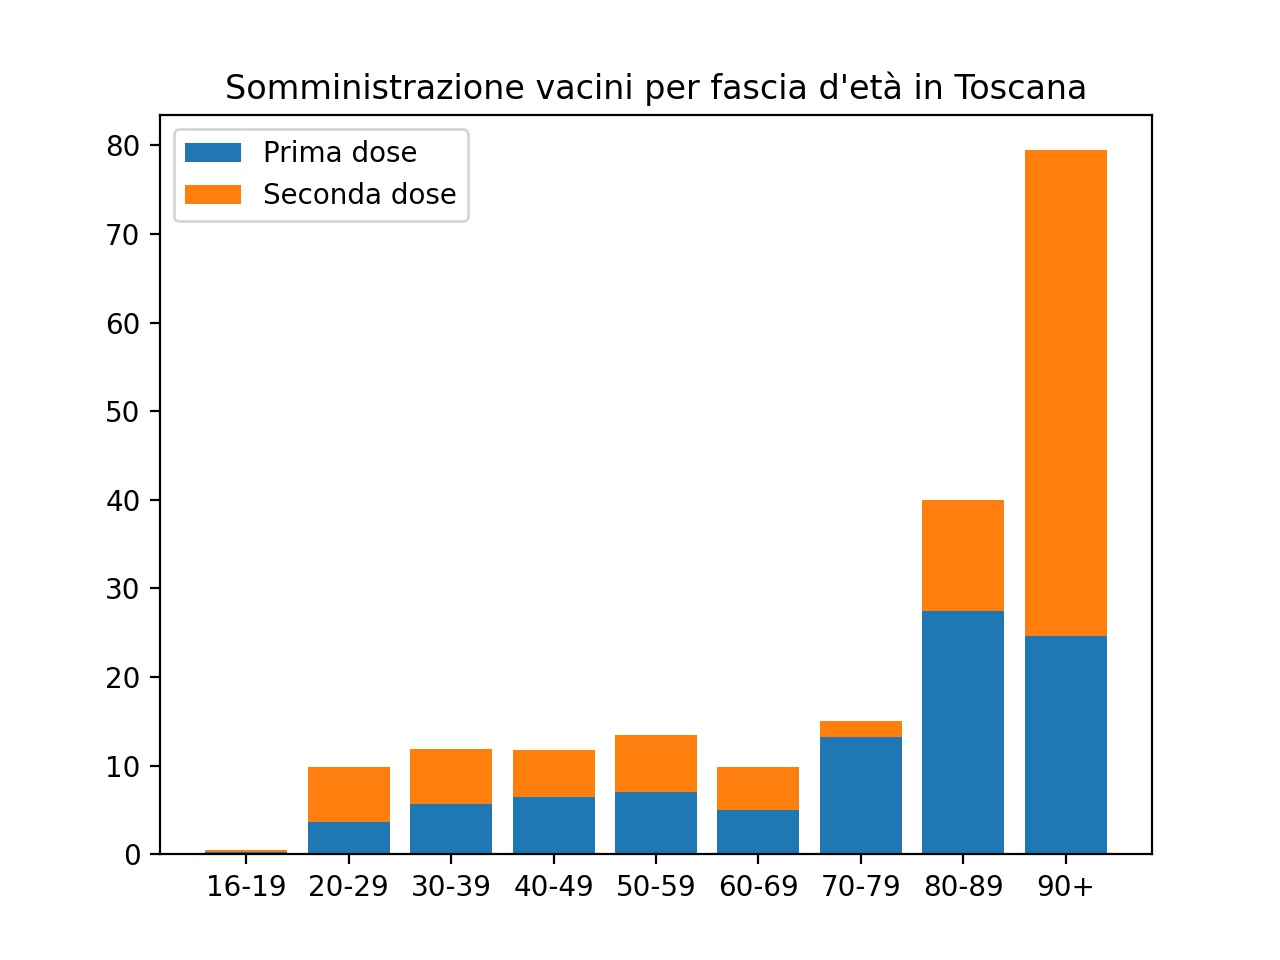 Somministrazione vacini per fascia d'età in Toscana
Prima dose
Seconda dose
80
70
60
50
40
30
20
10
0
16-19 20-29 30-39 40-49 50-59 60-69 70-79 80-89 90+